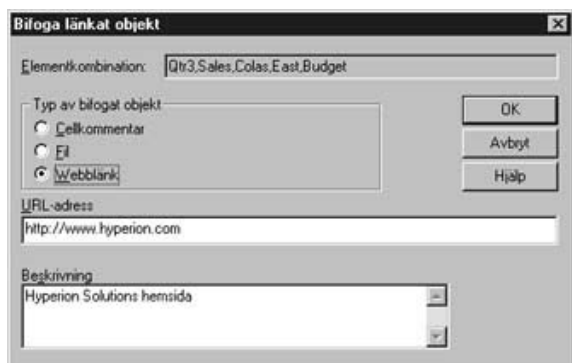 Bifoga länkat objekt
Elementkombination: Qtr3,Sales,Colas,East,Budget
Typ av bifogat objekt
Cellkommentar
Fil
Webblänk
OK
Avbryt
Hjälp
URL-adress
http://www.hyperion.com
Beskrivning
Hyperion Solutions hemsida